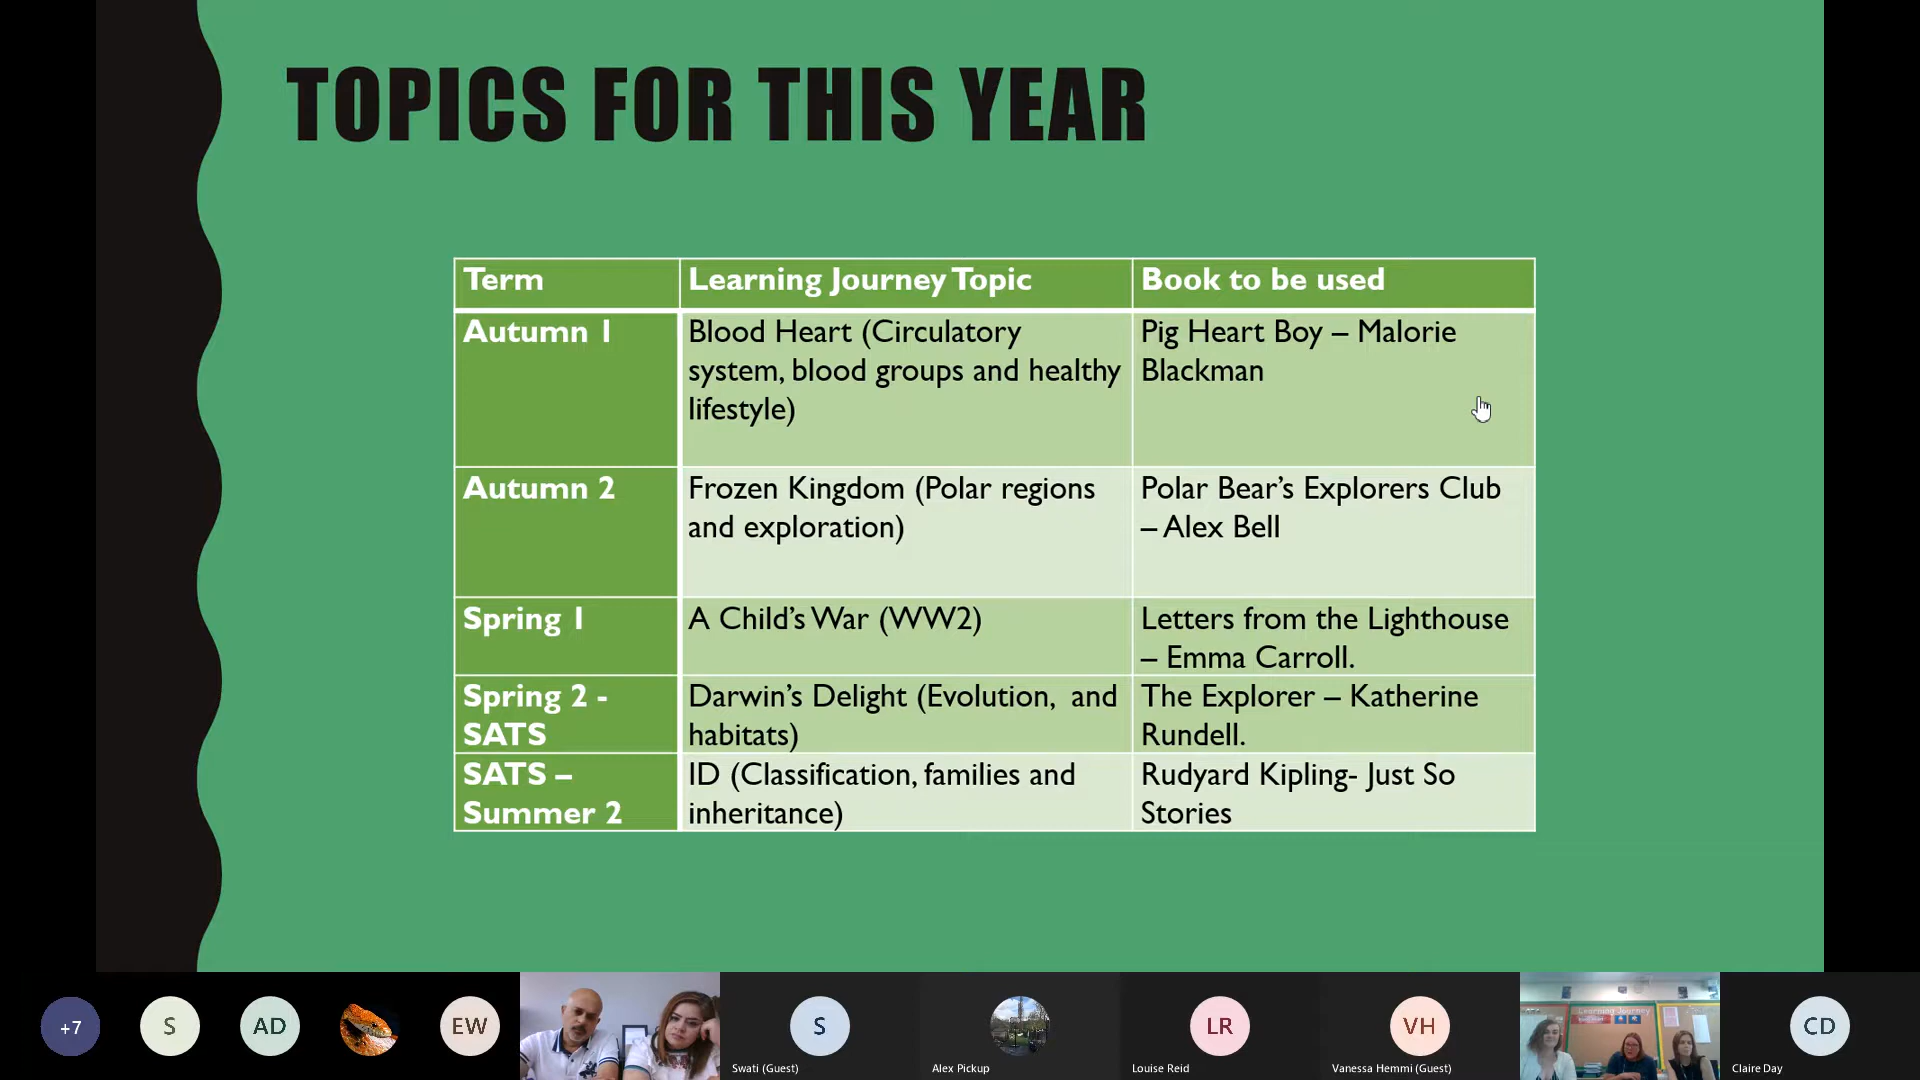 TOPICS FOR THIS YEAR
Term Learning Journey Topic Book to be used
Autumn 1
Blood Heart (Circulatory
system, blood groups and healthy
lifestyle)
Pig Heart Boy – Malorie
Blackman
Autumn 2
Frozen Kingdom (Polar regions
and exploration)
Polar Bear's Explorers Club
– Alex Bell
Spring 1
A Child's War (WW2)
Letters from the Lighthouse
– Emma Carroll.
Spring 2 -
SATS
Darwin's Delight (Evolution, and
habitats)
The Explorer – Katherine
Rundell.
SATS –
Summer 2
ID (Classification, families and
inheritance)
Rudyard Kipling- Just So
Stories
+7
S
AD
EW
S
Swati (Guest)
Alex Pickup
LR
Louise Reid
VH
Vanessa Hemmi (Guest)
Learning Journey
CD
Claire Day